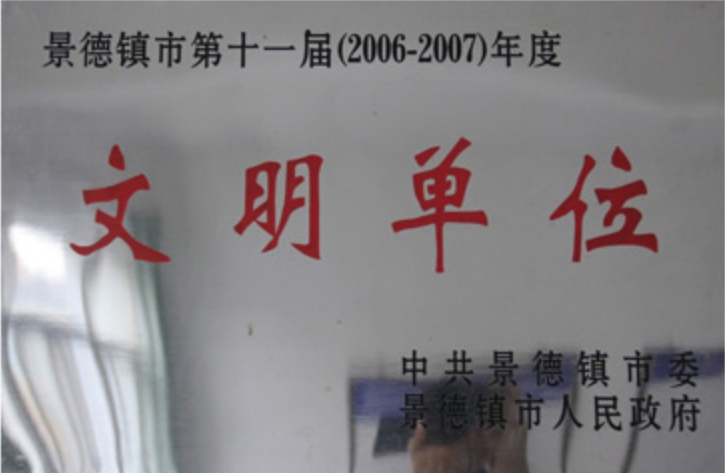 景德镇市第十一届(2006-2007)年度
文明单位
中共景德镇市委
景德镇市人民政府